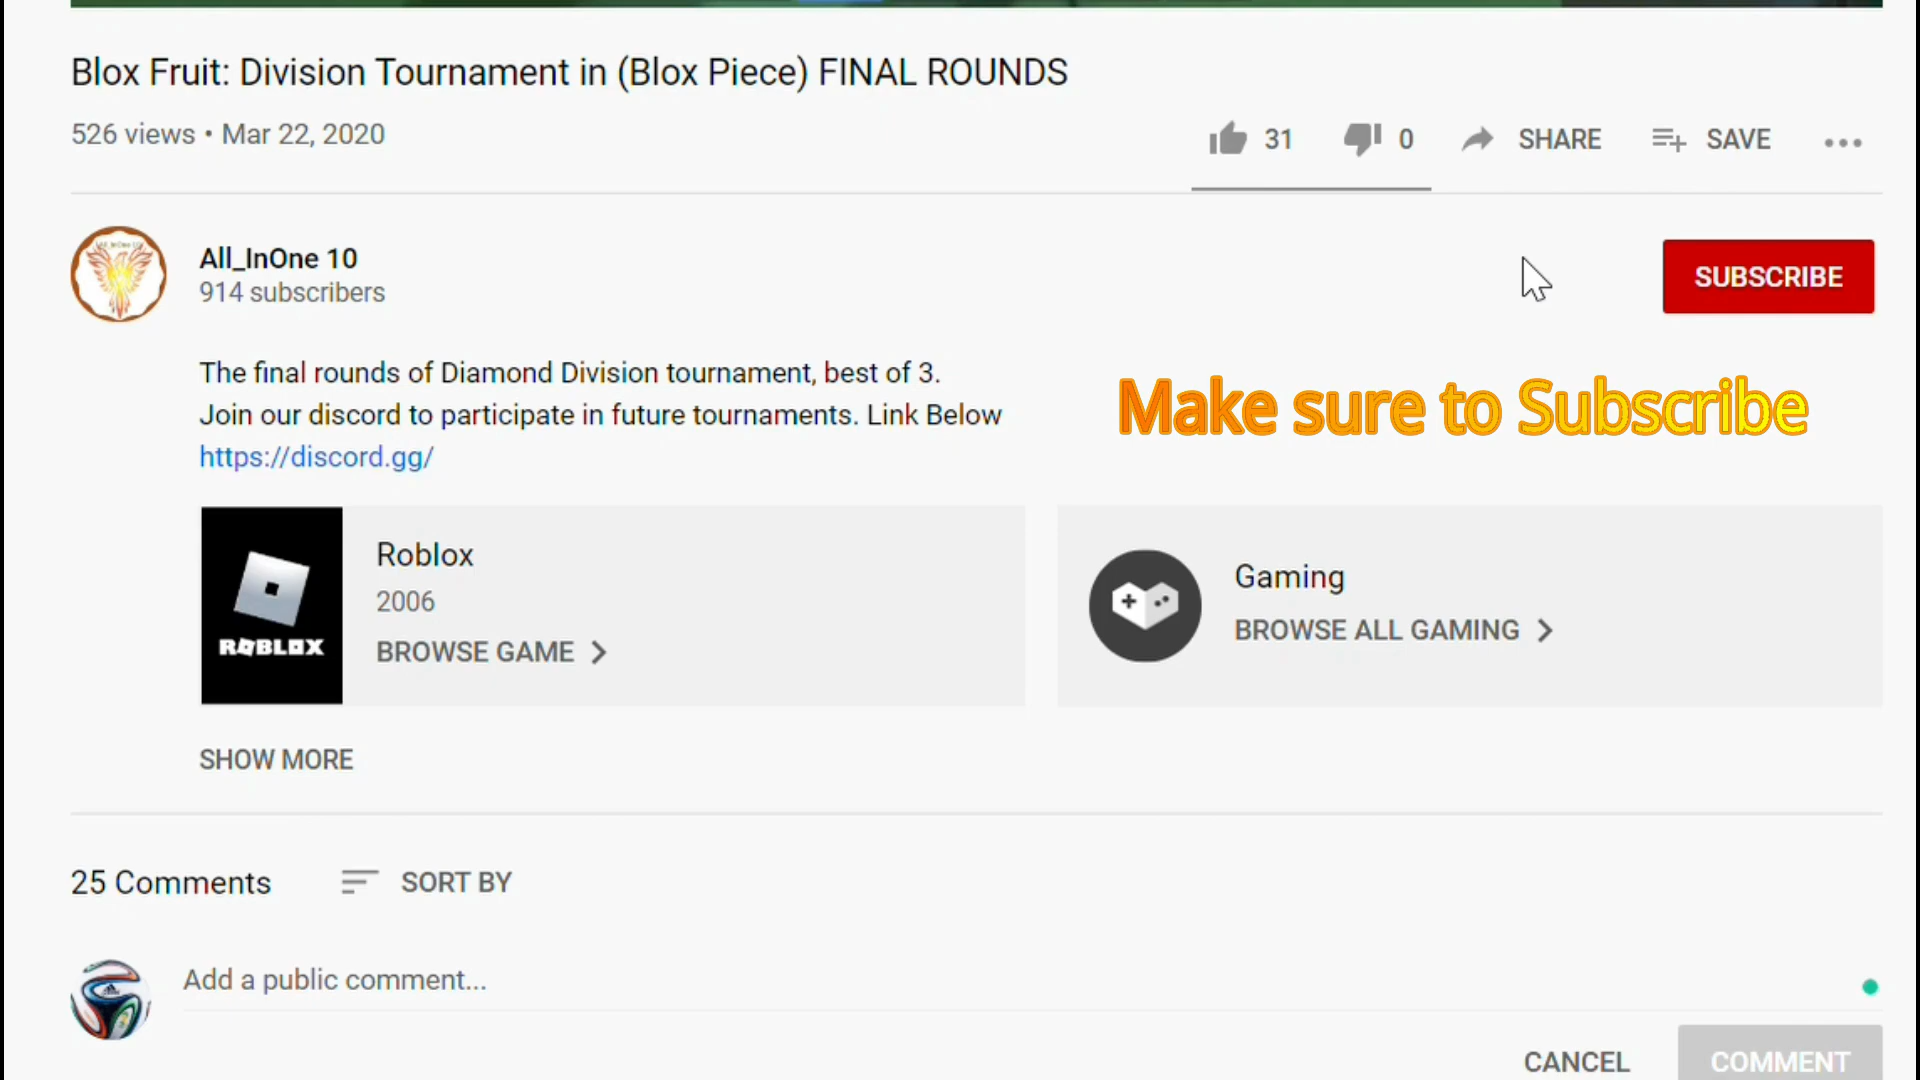 Blox Fruit: Division Tournament in (Blox Piece) FINAL ROUNDS
526 views • Mar 22, 2020
31
0
SHARE
SAVE
All_InOne 10
914 subscribers
SUBSCRIBE
The final rounds of Diamond Division tournament, best of 3.
Join our discord to participate in future tournaments. Link Below
https://discord.gg/
Make sure to Subscribe
ROBLOX
Roblox
2006
BROWSE GAME
Gaming
BROWSE ALL GAMING
SHOW MORE
25 Comments
SORT BY
Add a public comment...
CANCEL
COMMENT